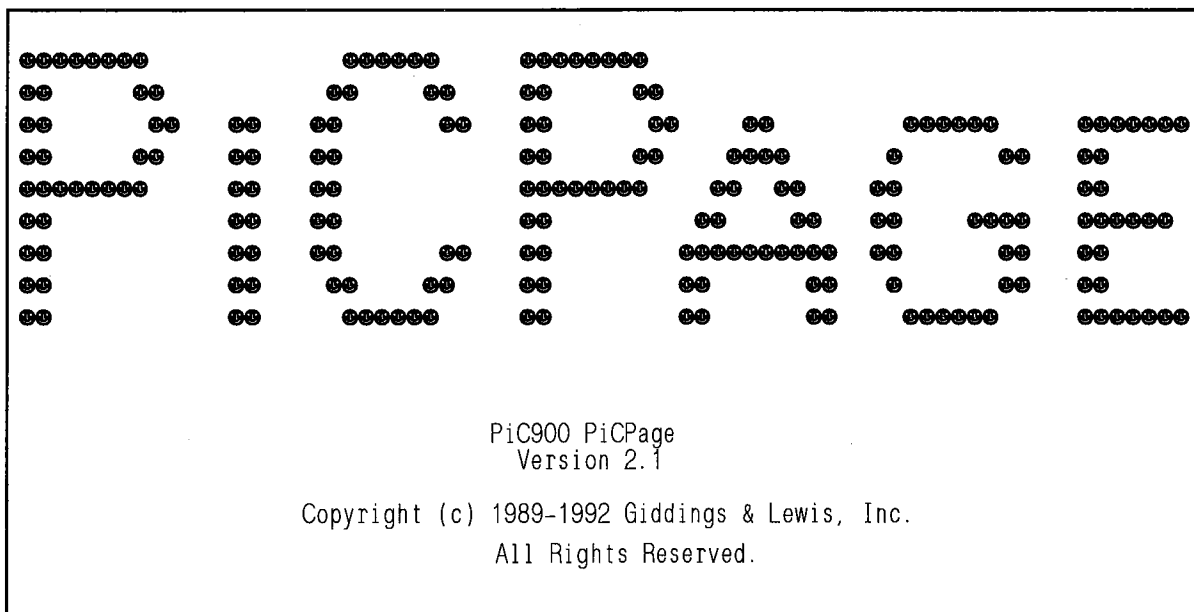 PiCPAGE
PiC900 PiCPage
Version 2.1
Copyright (c) 1989-1992 Giddings & Lewis, Inc.
All Rights Reserved.